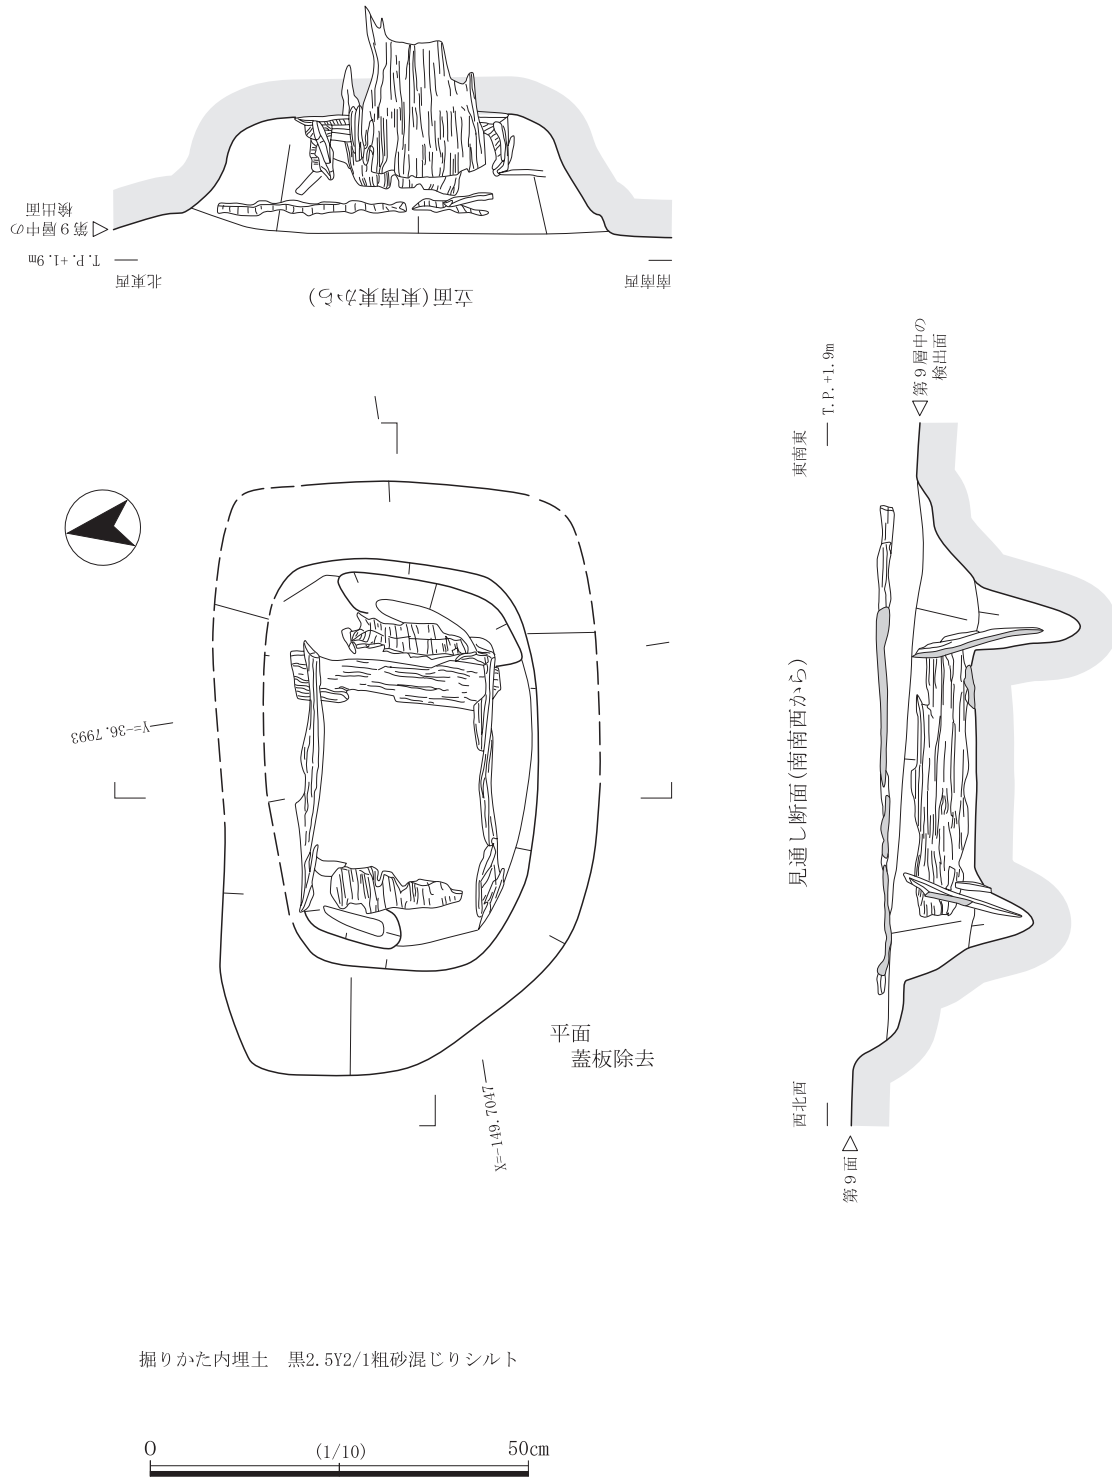 第９層中の
検出面
T.P.+1.9m
北東西
南南西
立面(東南東から)
第９層中の
検出面
T.P.+1.9m
東南東
Y=-36.7993
見通し断面(南南西から)
平面
蓋板除去
X=-149.7047
西北西
第９面
掘りかた内埋土　黒2.5Y2/1粗砂混じりシルト
0 (1/10) 50cm